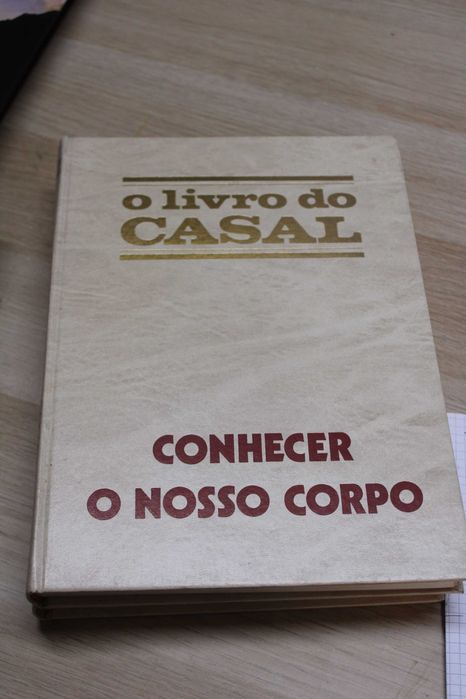 o livro do
CASAL
CONHECER
O NOSSO CORPO